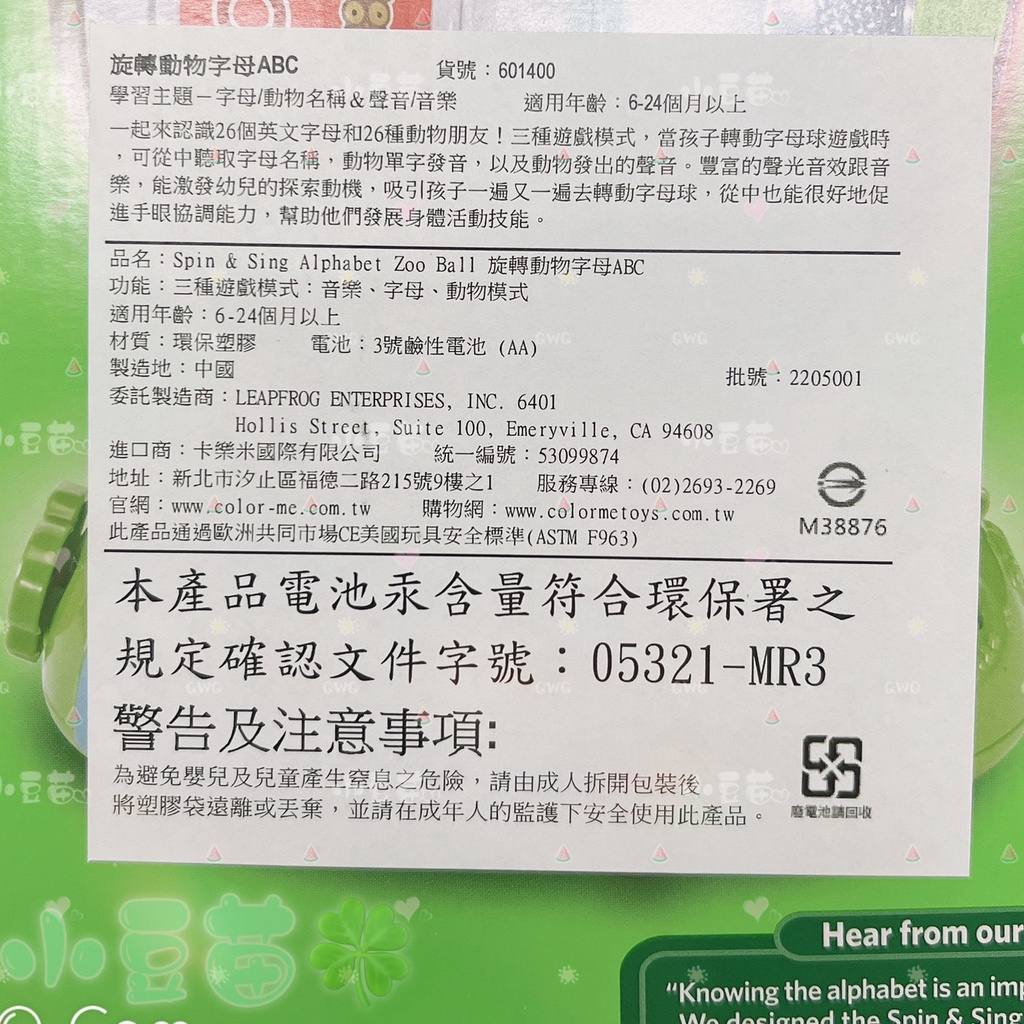 旋轉動物字母ABC 貨號：601400
學習主題－字母/動物名稱＆聲音/音樂 適用年齡：6-24個月以上
一起來認識26個英文字母和26種動物朋友！三種遊戲模式，當孩子轉動字母球遊戲時
，可從中聽取字母名稱，動物單字發音，以及動物發出的聲音。豐富的聲光音效跟音
樂，能激發幼兒的探索動機，吸引孩子一遍又一遍去轉動字母球，從中也能很好地促
進手眼協調能力，幫助他們發展身體活動技能。
品名：Spin & Sing Alphabet Zoo Ball 旋轉動物字母ABC
功能：三種遊戲模式：音樂、字母、動物模式
適用年齡：6-24個月以上
材質：環保塑膠 電池：3號鹼性電池 (AA)
製造地：中國 批號：2205001
委託製造商：LEAPFROG ENTERPRISES, INC. 6401
Hollis Street, Suite 100, Emeryville, CA 94608
進口商：卡樂米國際有限公司 統一編號：53099874
地址：新北市汐止區福德二路215號9樓之1 服務專線：(02)2693-2269
官網：www.color-me.com.tw 購物網：www.colormetoys.com.tw
M38876
此產品通過歐洲共同市場CE美國玩具安全標準(ASTM F963)
本產品電池汞含量符合環保署之
規定確認文件字號：05321-MR3
警告及注意事項:
為避免嬰兒及兒童產生窒息之危險，請由成人拆開包裝後
將塑膠袋遠離或丟棄，並請在成年人的監護下安全使用此產品。
廢電池請回收
小豆苗
Hear from our
“Knowing the alphabet is an imp
We designed the Spin & Sing